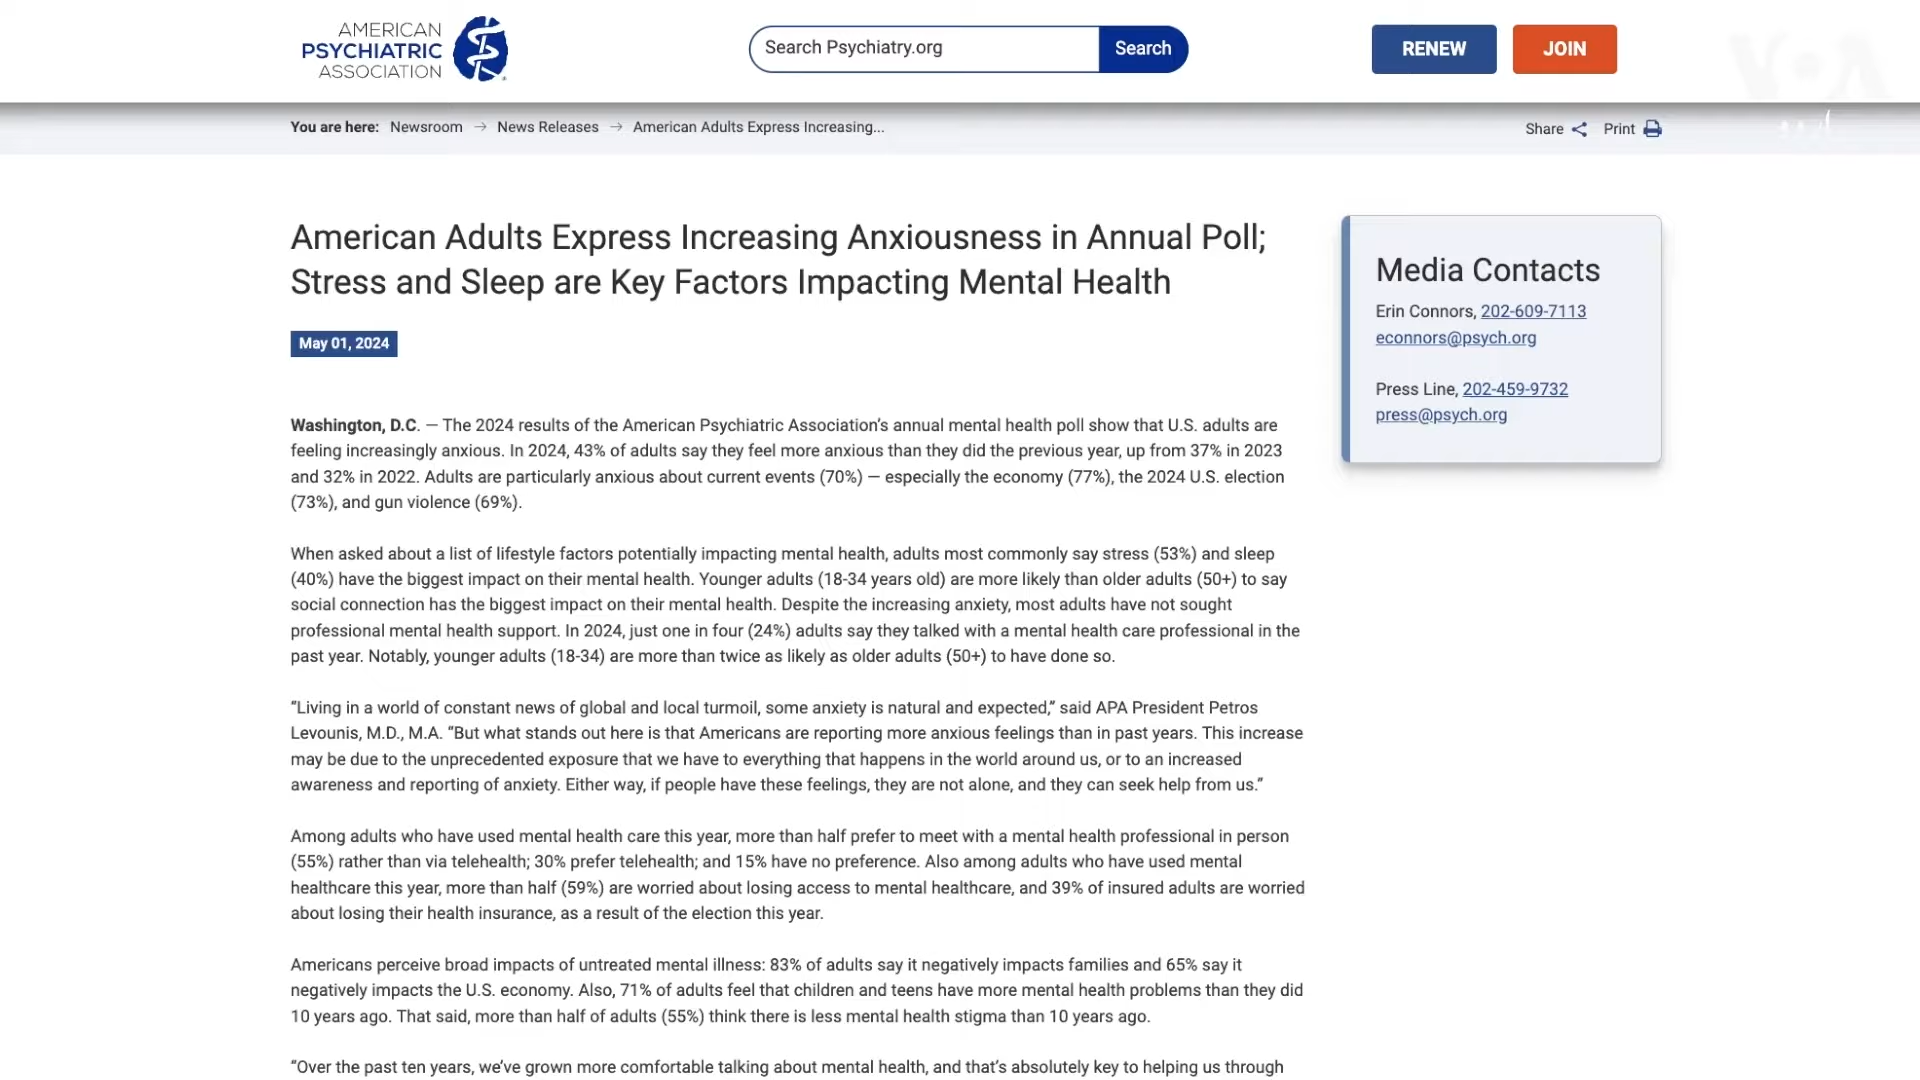 AMERICAN
PSYCHIATRIC
ASSOCIATION
Search Psychiatry.org
Search
RENEW
JOIN
VOA
You are here: Newsroom → News Releases → American Adults Express Increasing...
Share
Print
American Adults Express Increasing Anxiousness in Annual Poll;
Stress and Sleep are Key Factors Impacting Mental Health
May 01, 2024
Washington, D.C. — The 2024 results of the American Psychiatric Association’s annual mental health poll show that U.S. adults are
feeling increasingly anxious. In 2024, 43% of adults say they feel more anxious than they did the previous year, up from 37% in 2023
and 32% in 2022. Adults are particularly anxious about current events (70%) — especially the economy (77%), the 2024 U.S. election
(73%), and gun violence (69%).
When asked about a list of lifestyle factors potentially impacting mental health, adults most commonly say stress (53%) and sleep
(40%) have the biggest impact on their mental health. Younger adults (18-34 years old) are more likely than older adults (50+) to say
social connection has the biggest impact on their mental health. Despite the increasing anxiety, most adults have not sought
professional mental health support. In 2024, just one in four (24%) adults say they talked with a mental health care professional in the
past year. Notably, younger adults (18-34) are more than twice as likely as older adults (50+) to have done so.
“Living in a world of constant news of global and local turmoil, some anxiety is natural and expected,” said APA President Petros
Levounis, M.D., M.A. “But what stands out here is that Americans are reporting more anxious feelings than in past years. This increase
may be due to the unprecedented exposure that we have to everything that happens in the world around us, or to an increased
awareness and reporting of anxiety. Either way, if people have these feelings, they are not alone, and they can seek help from us.”
Among adults who have used mental health care this year, more than half prefer to meet with a mental health professional in person
(55%) rather than via telehealth; 30% prefer telehealth; and 15% have no preference. Also among adults who have used mental
healthcare this year, more than half (59%) are worried about losing access to mental healthcare, and 39% of insured adults are worried
about losing their health insurance, as a result of the election this year.
Americans perceive broad impacts of untreated mental illness: 83% of adults say it negatively impacts families and 65% say it
negatively impacts the U.S. economy. Also, 71% of adults feel that children and teens have more mental health problems than they did
10 years ago. That said, more than half of adults (55%) think there is less mental health stigma than 10 years ago.
“Over the past ten years, we’ve grown more comfortable talking about mental health, and that’s absolutely key to helping us through
Media Contacts
Erin Connors, 202-609-7113
econnors@psych.org
Press Line, 202-459-9732
press@psych.org